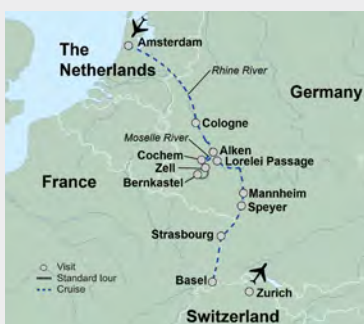 Amsterdam
The
Netherlands
Rhine River
Germany
Cologne
Moselle River
Alken
Cochem
Lorelei Passage
Zell
Bernkastel
France
Mannheim
Speyer
Strasbourg
Visit
Standard tour
Cruise
Basel
Zurich
Switzerland